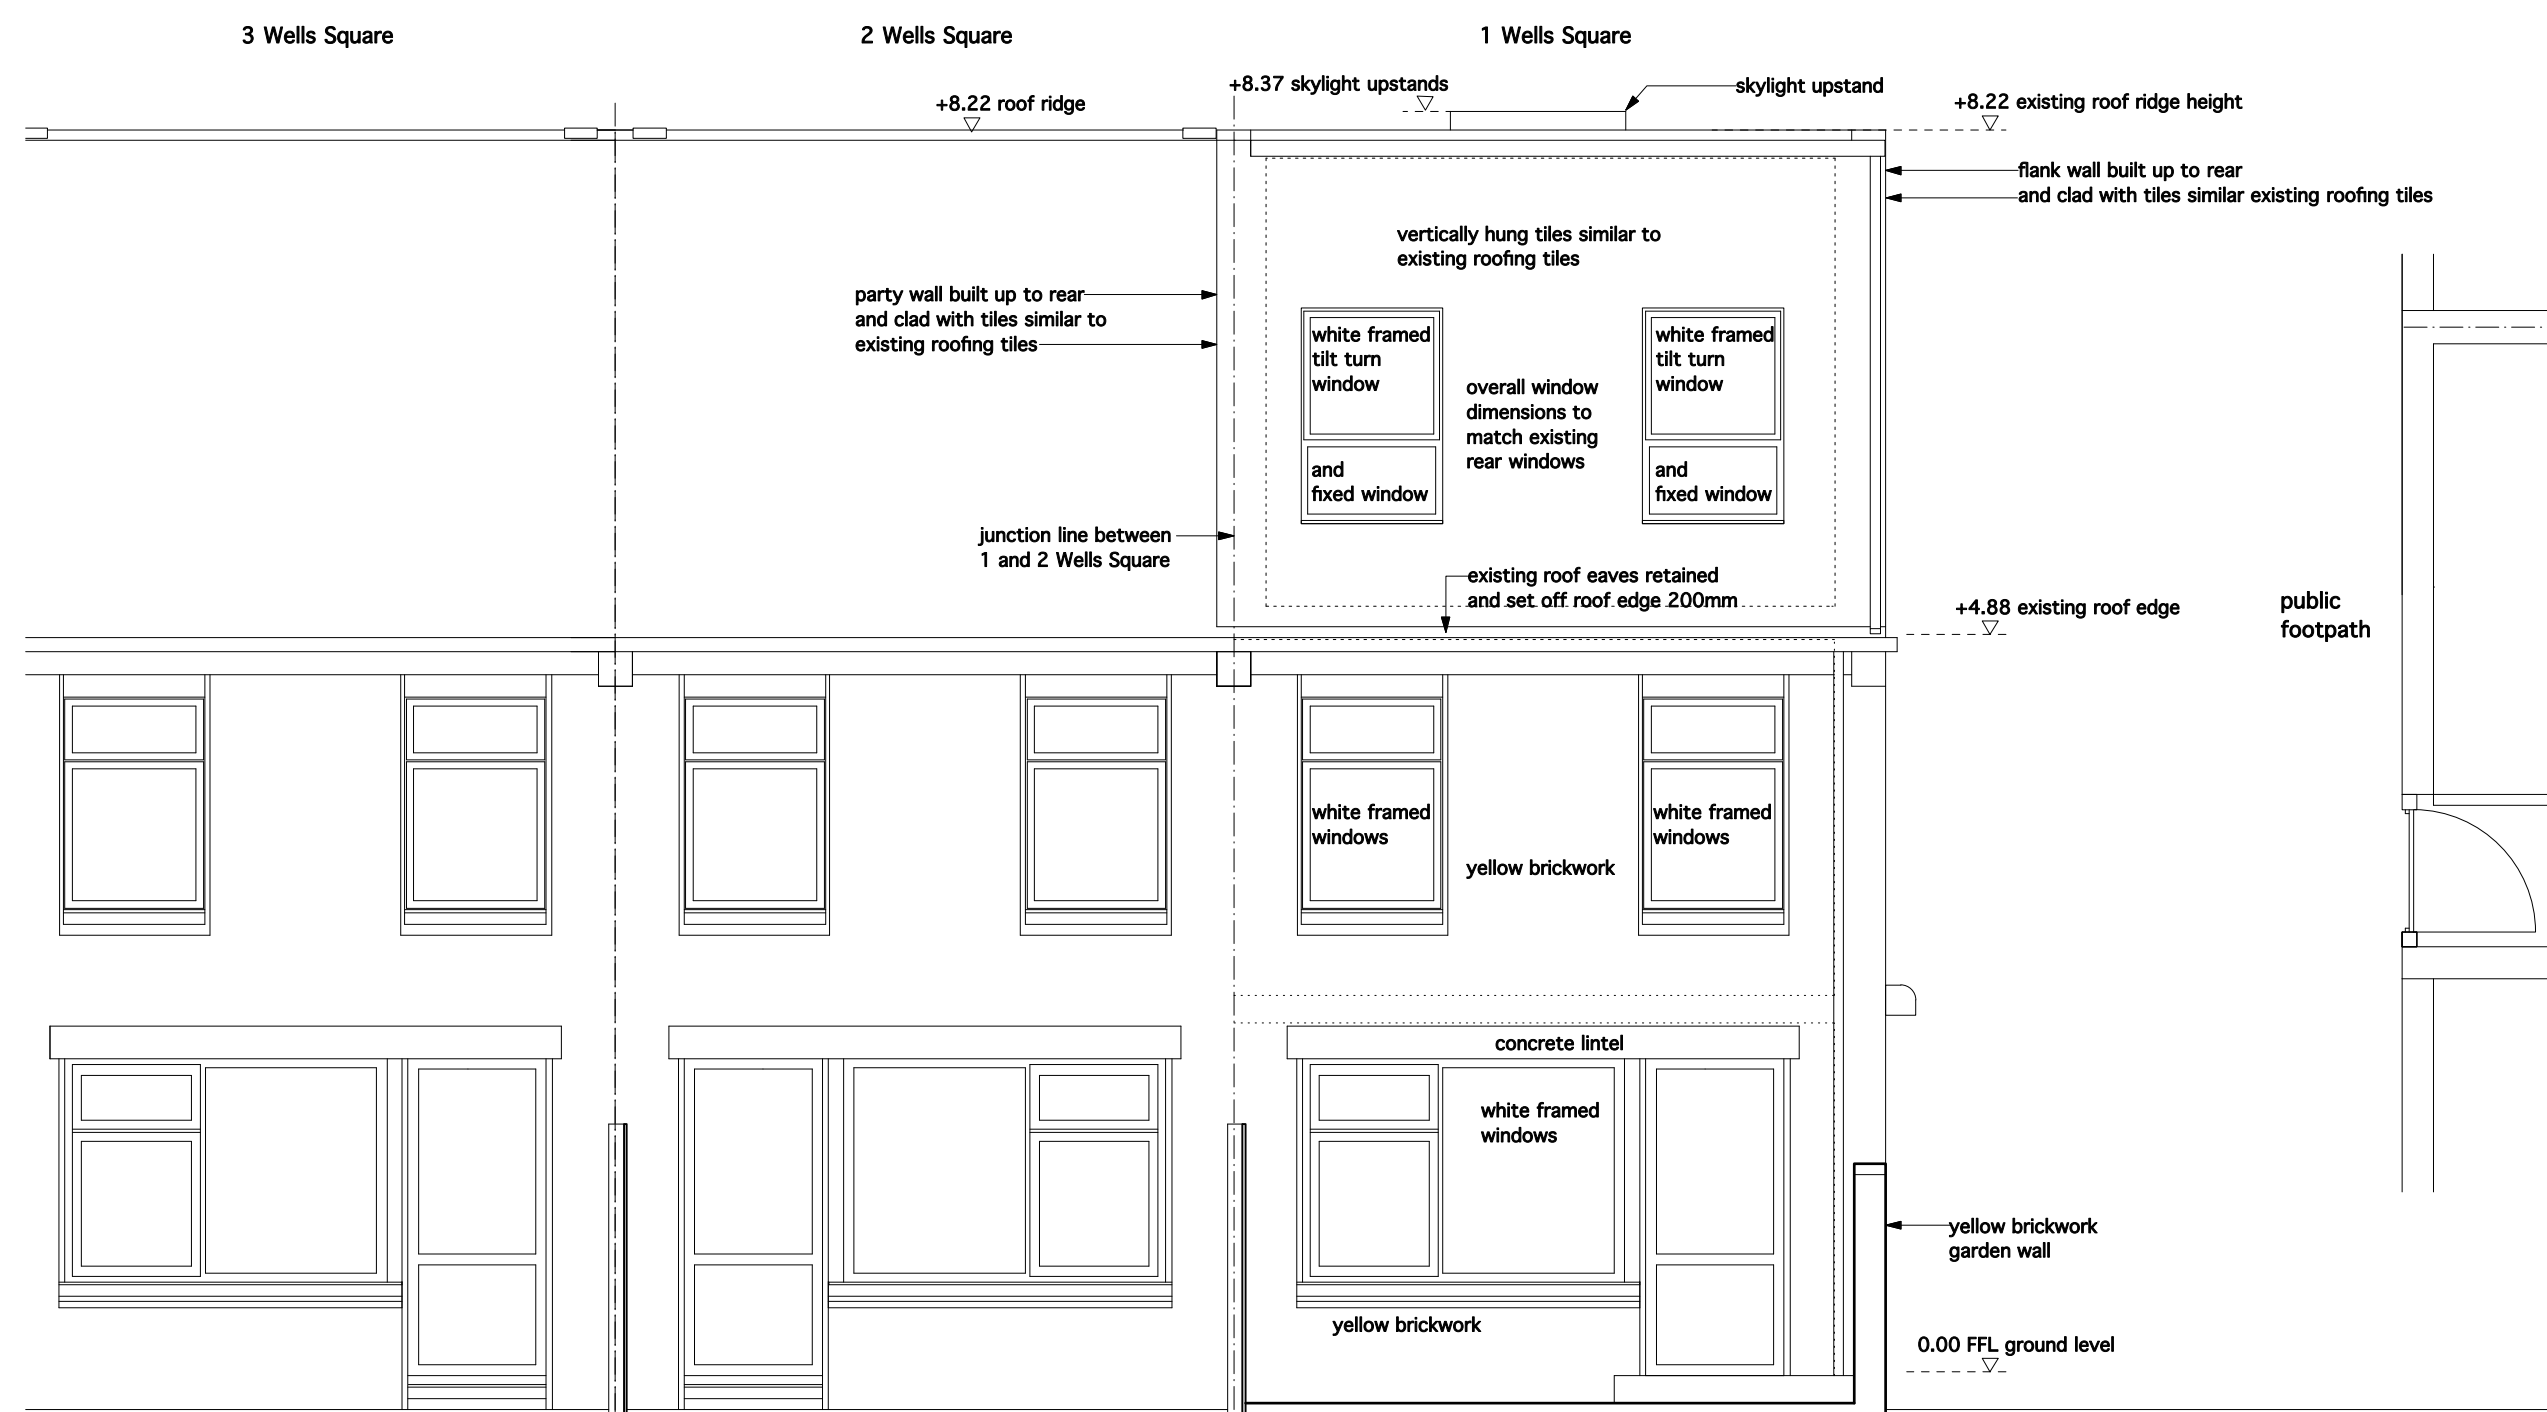 3 Wells Square
2 Wells Square
1 Wells Square
+8.37 skylight upstands
skylight upstand
+8.22 roof ridge
+8.22 existing roof ridge height
flank wall built up to rear
and clad with tiles similar existing roofing tiles
vertically hung tiles similar to
existing roofing tiles
party wall built up to rear
and clad with tiles similar to
existing roofing tiles
white framed
tilt turn
window
and
fixed window
overall window
dimensions to
match existing
rear windows
white framed
tilt turn
window
and
fixed window
junction line between
1 and 2 Wells Square
existing roof eaves retained
and set off roof edge 200mm
+4.88 existing roof edge
public
footpath
white framed
windows
white framed
windows
yellow brickwork
concrete lintel
white framed
windows
yellow brickwork
garden wall
yellow brickwork
0.00 FFL ground level